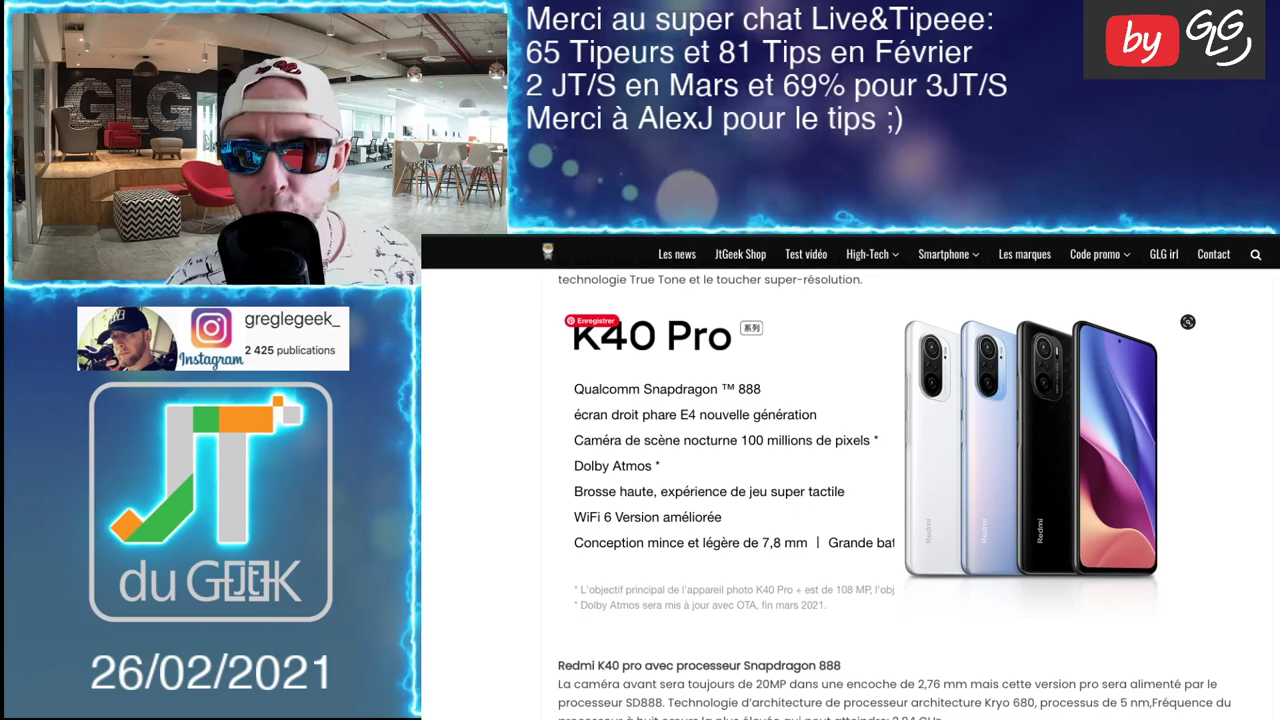 GLG
Merci au super chat Live&Tipeee:
65 Tipeurs et 81 Tips en Février
2 JT/S en Mars et 69% pour 3JT/S
Merci à AlexJ pour le tips ;)
by GLG
greglegeek_
Instagram
2 425 publications
JT
du GEEK
26/02/2021
Les news JtGeek Shop Test vidéo High-Tech Smartphone Les marques Code promo GLG irl Contact
technologie True Tone et le toucher super-résolution.
Enregistrer
K40 Pro 系列
Qualcomm Snapdragon ™ 888
écran droit phare E4 nouvelle génération
Caméra de scène nocturne 100 millions de pixels *
Dolby Atmos *
Brosse haute, expérience de jeu super tactile
WiFi 6 Version améliorée
Conception mince et légère de 7,8 mm | Grande bat
* L'objectif principal de l'appareil photo K40 Pro + est de 108 MP, l'obj
* Dolby Atmos sera mis à jour avec OTA, fin mars 2021.
Redmi
Redmi
Redmi
Redmi K40 pro avec processeur Snapdragon 888
La caméra avant sera toujours de 20MP dans une encoche de 2,76 mm mais cette version pro sera alimenté par le
processeur SD888. Technologie d'architecture de processeur architecture Kryo 680, processus de 5 nm,Fréquence du